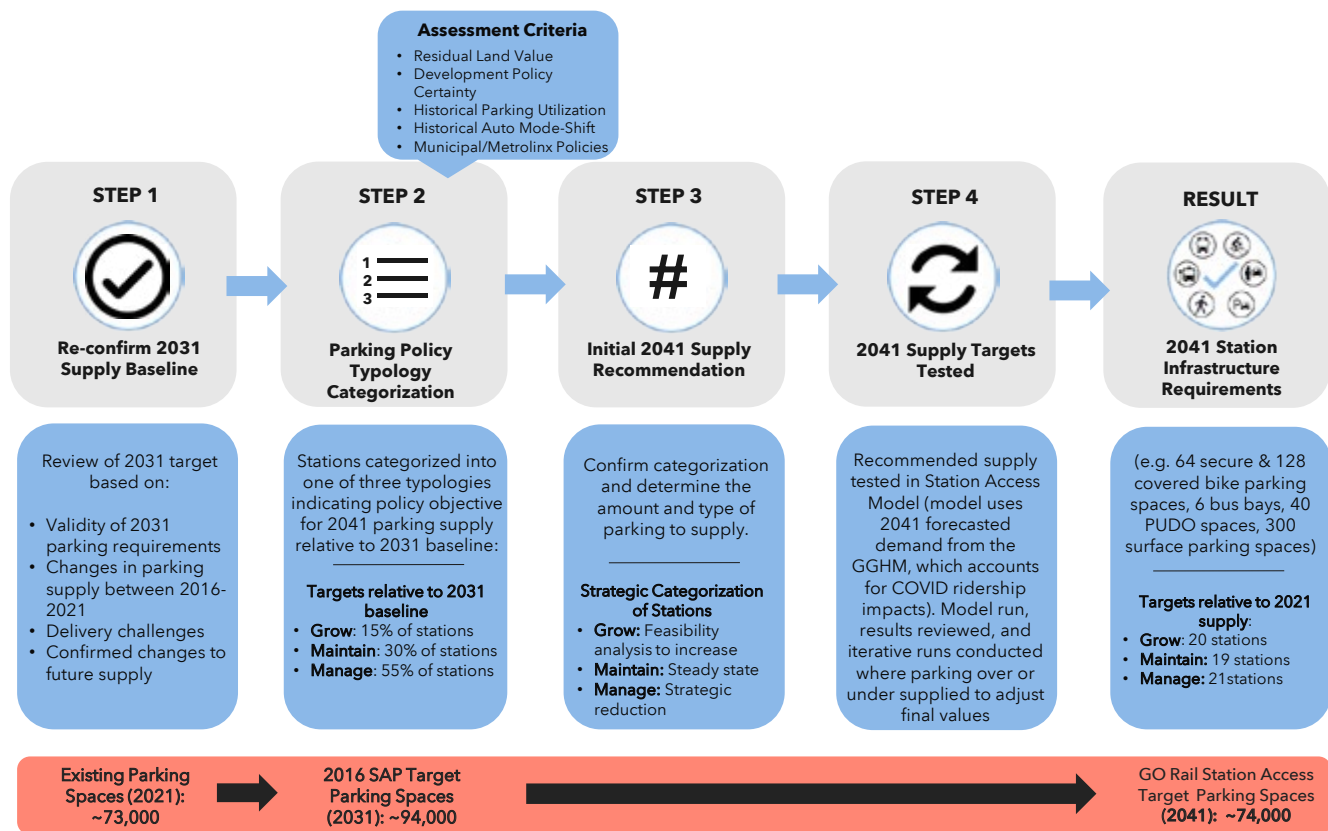 Assessment Criteria
• Residual Land Value
• Development Policy
Certainty
• Historical Parking Utilization
• Historical Auto Mode-Shift
• Municipal/Metrolinx Policies
STEP 1
Re-confirm 2031
Supply Baseline
STEP 2
1
2
3
Parking Policy
Typology
Categorization
STEP 3
#
Initial 2041 Supply
Recommendation
STEP 4
2041 Supply Targets
Tested
RESULT
2041 Station
Infrastructure
Requirements
Review of 2031 target
based on:
• Validity of 2031
parking requirements
• Changes in parking
supply between 2016-
2021
• Delivery challenges
• Confirmed changes to
future supply
Stations categorized into
one of three typologies
indicating policy objective
for 2041 parking supply
relative to 2031 baseline:
Targets relative to 2031
baseline
• Grow: 15% of stations
• Maintain: 30% of stations
• Manage: 55% of stations
Confirm categorization
and determine the
amount and type of
parking to supply.
Strategic Categorization
of Stations
• Grow: Feasibility
analysis to increase
• Maintain: Steady state
• Manage: Strategic
reduction
Recommended supply
tested in Station Access
Model (model uses
2041 forecasted
demand from the
GGHM, which accounts
for COVID ridership
impacts). Model run,
results reviewed, and
iterative runs conducted
where parking over or
under supplied to adjust
final values
(e.g. 64 secure & 128
covered bike parking
spaces, 6 bus bays, 40
PUDO spaces, 300
surface parking spaces)
Targets relative to 2021
supply:
• Grow: 20 stations
• Maintain: 19 stations
• Manage: 21stations
Existing Parking
Spaces (2021):
~73,000
2016 SAP Target
Parking Spaces
(2031): ~94,000
GO Rail Station Access
Target Parking Spaces
(2041): ~74,000